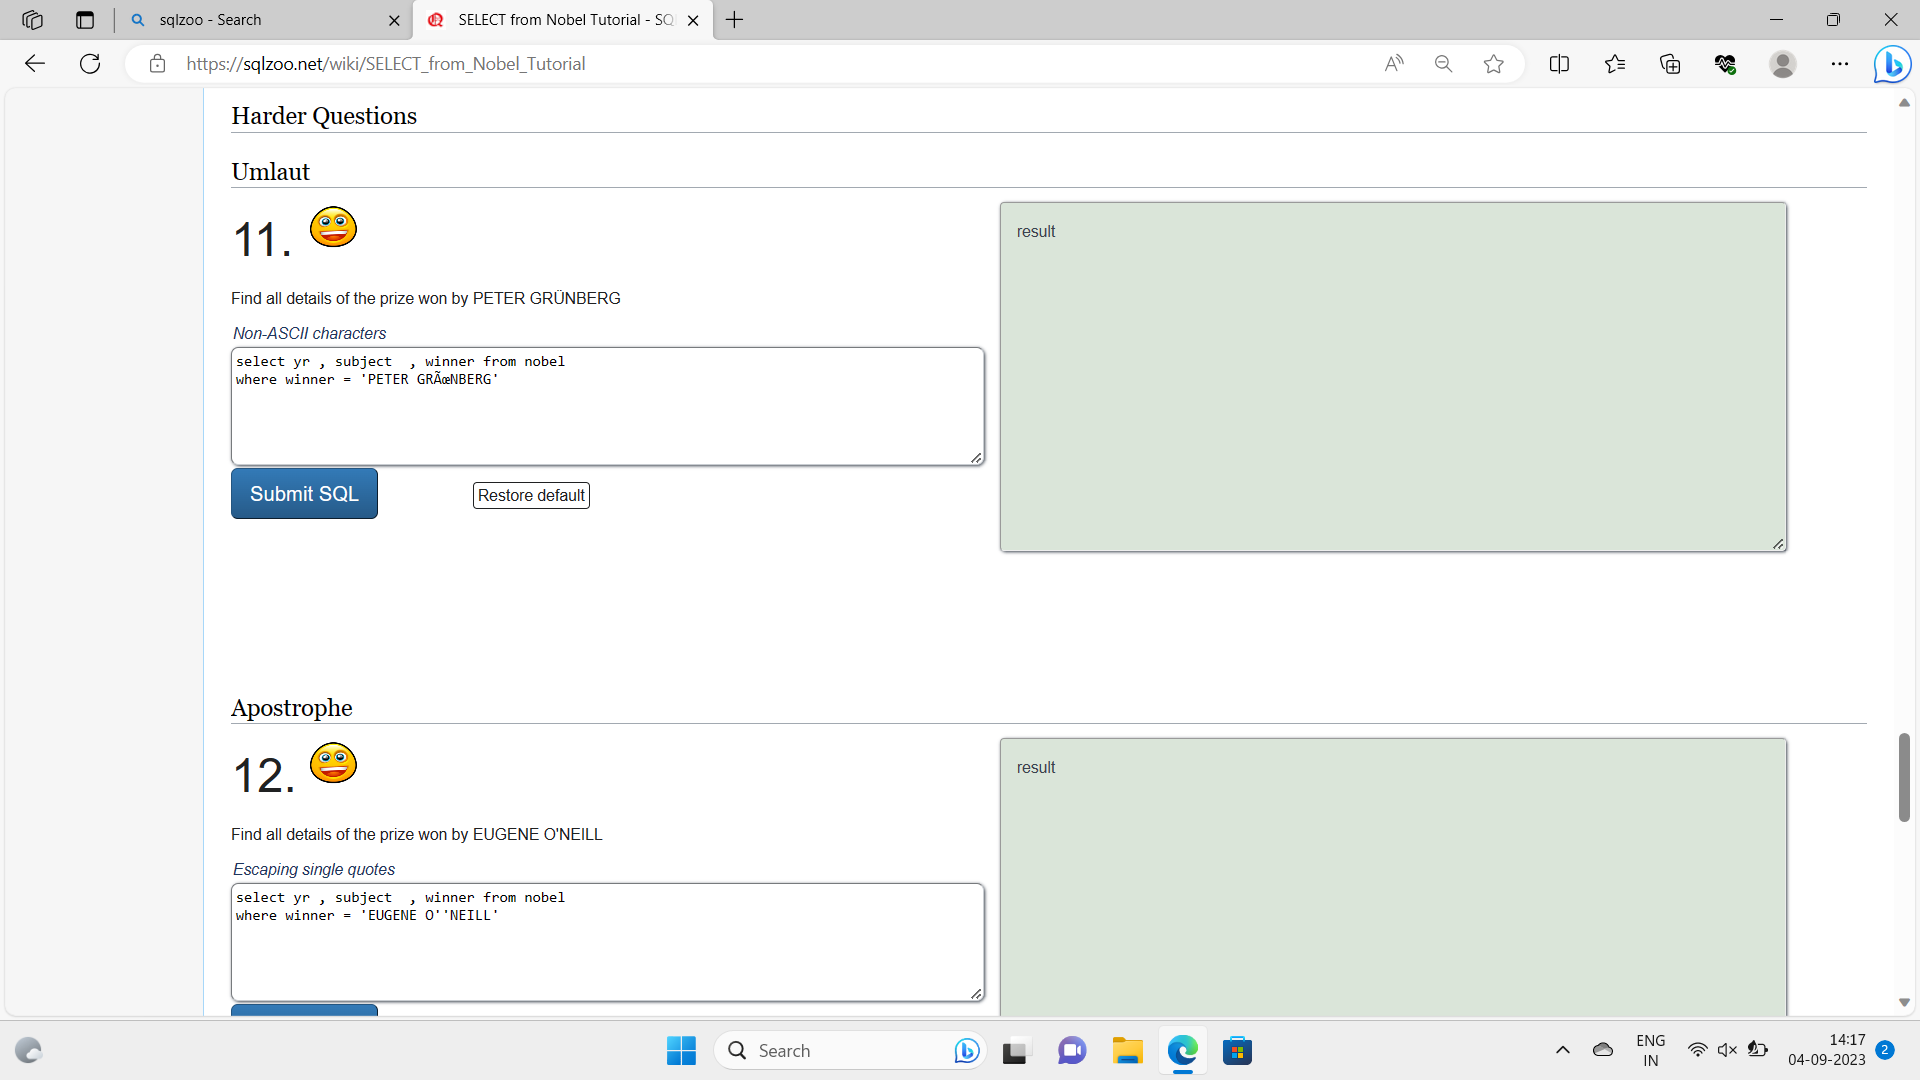 sqlzoo - Search
SELECT from Nobel Tutorial - SQ
https://sqlzoo.net/wiki/SELECT_from_Nobel_Tutorial
Harder Questions
Umlaut
11.
Find all details of the prize won by PETER GRÜNBERG
Non-ASCII characters
select yr , subject  , winner from nobel
where winner = 'PETER GRÃœNBERG'
Submit SQL
Restore default
result
Apostrophe
12.
Find all details of the prize won by EUGENE O'NEILL
Escaping single quotes
select yr , subject  , winner from nobel
where winner = 'EUGENE O''NEILL'
result
Search
ENG
IN
14:17
04-09-2023
2